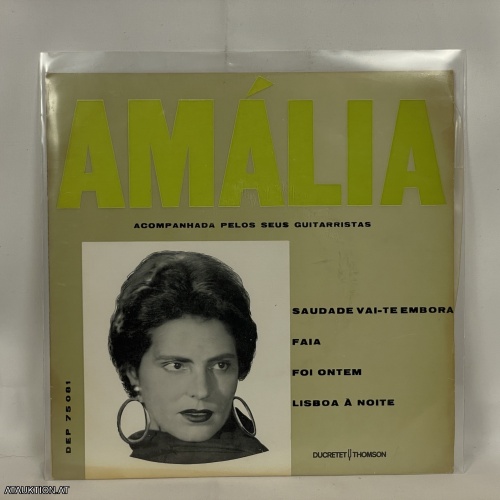 AMÁLIA
ACOMPANHADA PELOS SEUS GUITARRISTAS
SAUDADE VAI-TE EMBORA
FAIA
FOI ONTEM
LISBOA À NOITE
DEP 75081
DUCRETET THOMSON
ATAUKTION.AT